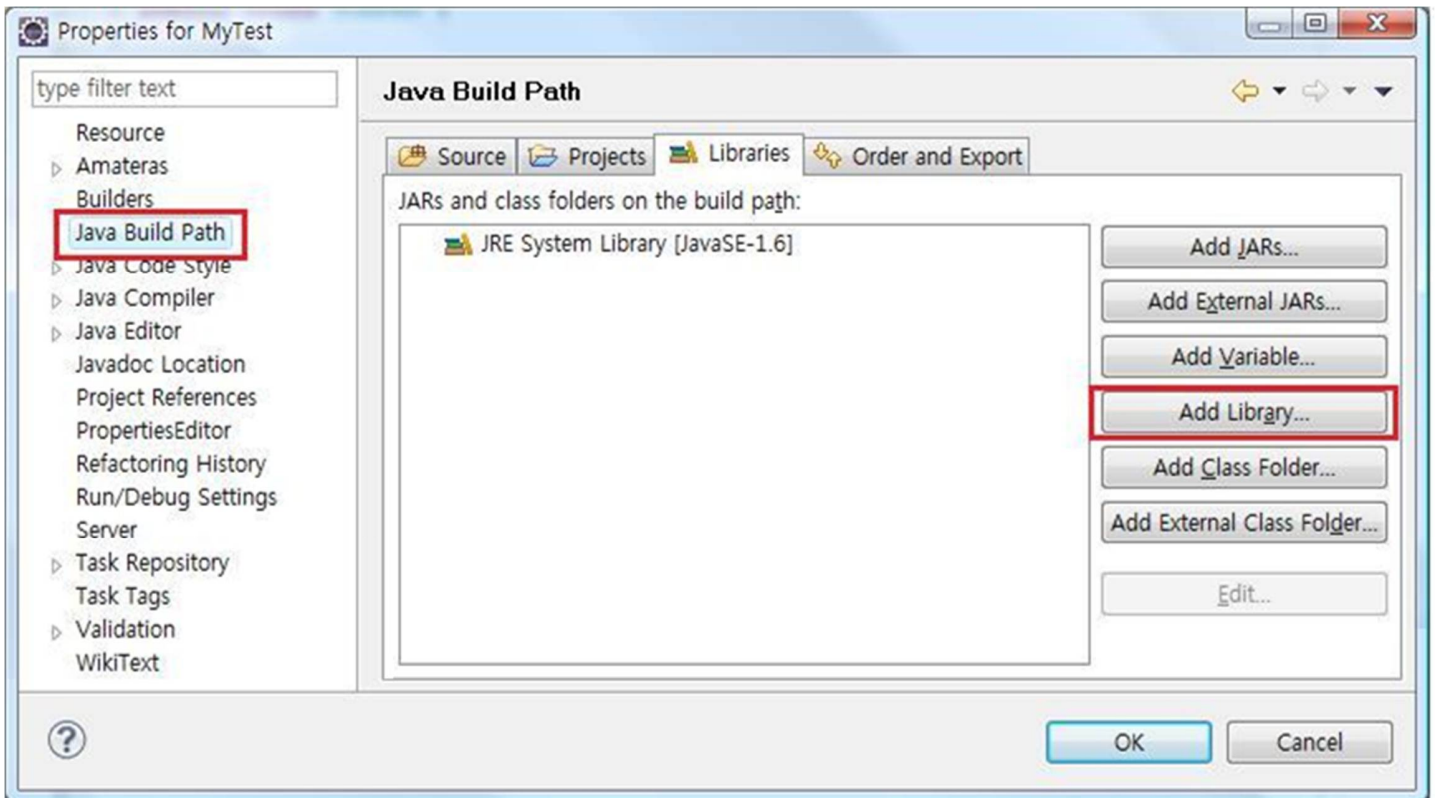 Properties for MyTest
type filter text
Resource
Amateras
Builders
Java Build Path
Java Code Style
Java Compiler
Java Editor
Javadoc Location
Project References
PropertiesEditor
Refactoring History
Run/Debug Settings
Server
Task Repository
Task Tags
Validation
WikiText
Java Build Path
Source Projects Libraries Order and Export
JARs and class folders on the build path:
JRE System Library [JavaSE-1.6]
Add JARs...
Add External JARs...
Add Variable...
Add Library...
Add Class Folder...
Add External Class Folder...
Edit...
OK Cancel